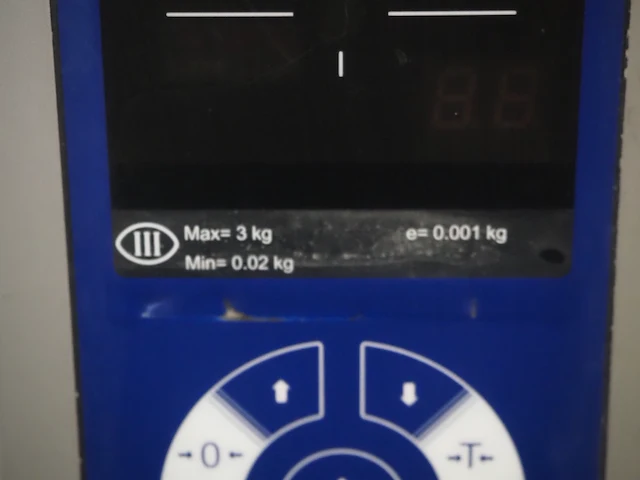 III Max= 3 kg e= 0.001 kg
Min= 0.02 kg
→0← →T←